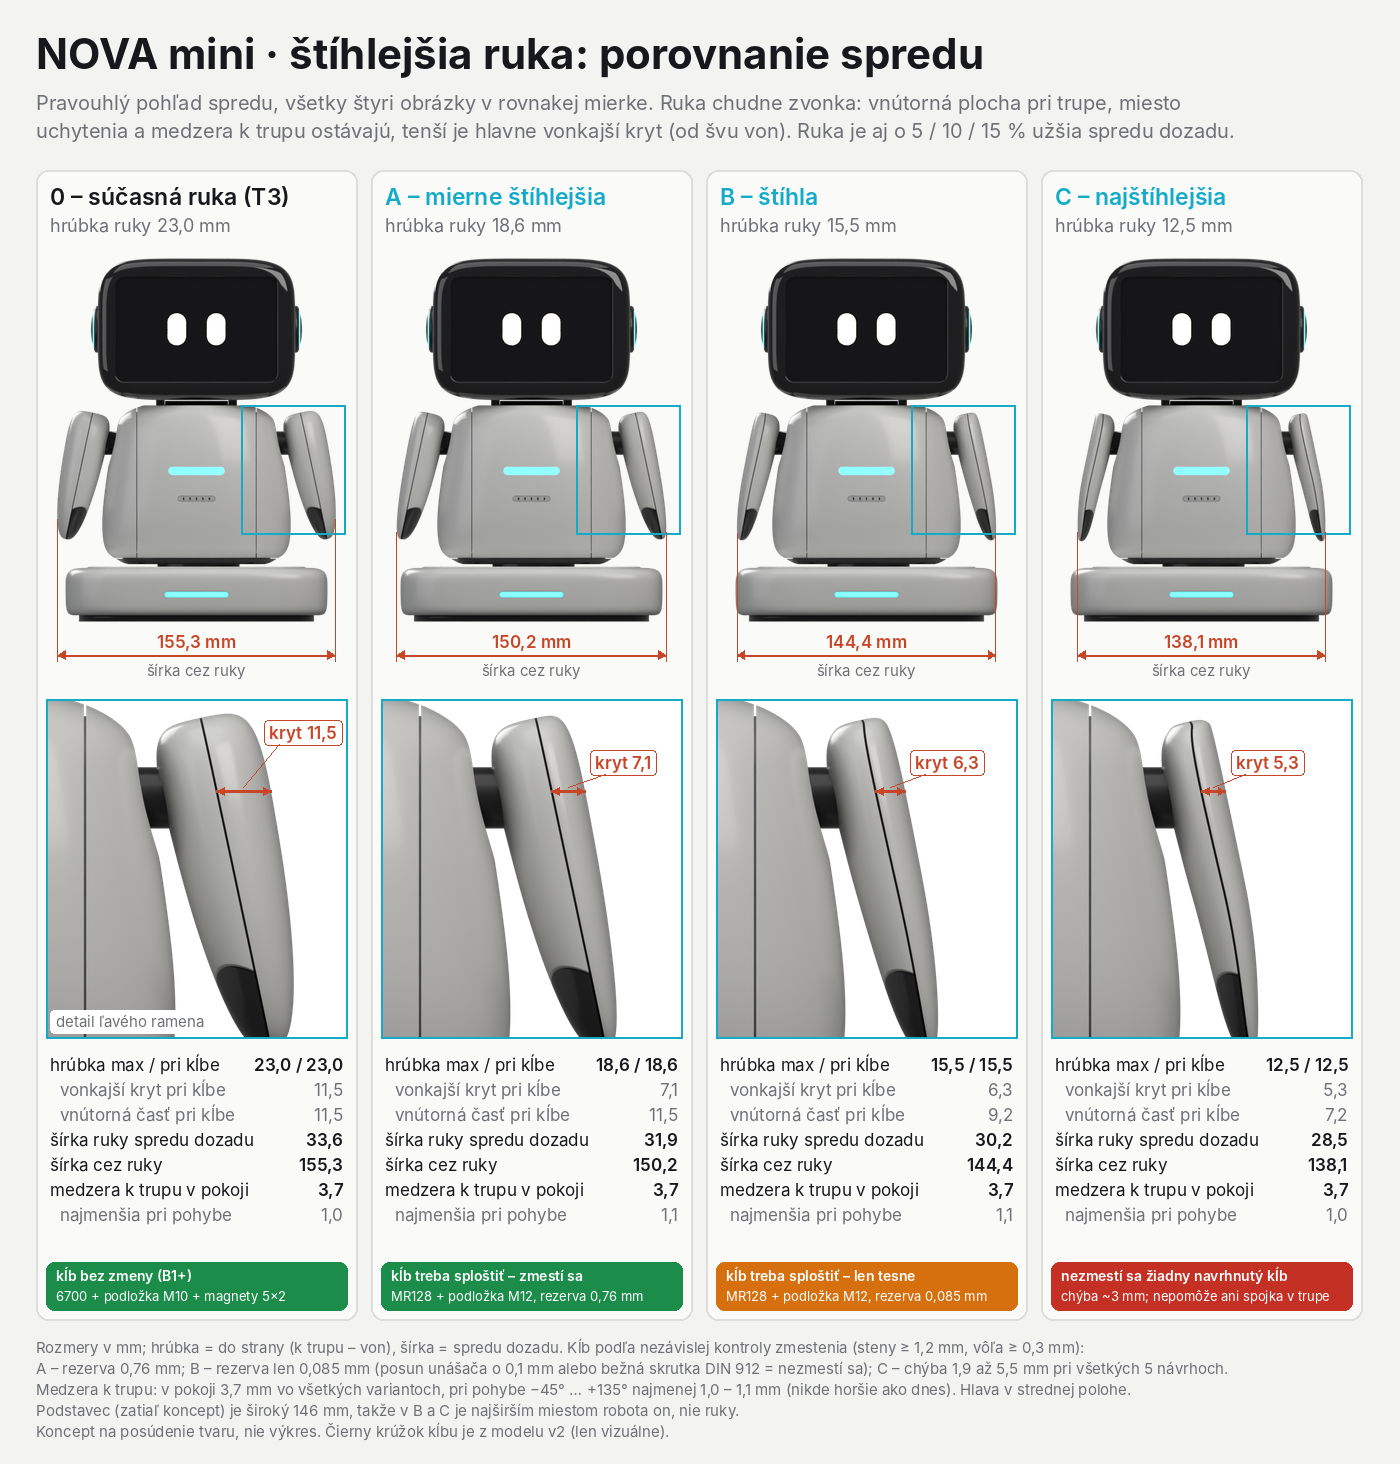 NOVA mini · štíhlejšia ruka: porovnanie spredu
Pravouhlý pohľad spredu, všetky štyri obrázky v rovnakej mierke. Ruka chudne zvonka: vnútorná plocha pri trupe, miesto
uchytenia a medzera k trupu ostávajú, tenší je hlavne vonkajší kryt (od švu von). Ruka je aj o 5 / 10 / 15 % užšia spredu dozadu.
0 – súčasná ruka (T3)
hrúbka ruky 23,0 mm
155,3 mm
šírka cez ruky
kryt 11,5
detail ľavého ramena
hrúbka max / pri kĺbe 23,0 / 23,0
vonkajší kryt pri kĺbe 11,5
vnútorná časť pri kĺbe 11,5
šírka ruky spredu dozadu 33,6
šírka cez ruky 155,3
medzera k trupu v pokoji 3,7
najmenšia pri pohybe 1,0
kĺb bez zmeny (B1+)
6700 + podložka M10 + magnety 5×2
A – mierne štíhlejšia
hrúbka ruky 18,6 mm
150,2 mm
šírka cez ruky
kryt 7,1
hrúbka max / pri kĺbe 18,6 / 18,6
vonkajší kryt pri kĺbe 7,1
vnútorná časť pri kĺbe 11,5
šírka ruky spredu dozadu 31,9
šírka cez ruky 150,2
medzera k trupu v pokoji 3,7
najmenšia pri pohybe 1,1
kĺb treba sploštiť – zmestí sa
MR128 + podložka M12, rezerva 0,76 mm
B – štíhla
hrúbka ruky 15,5 mm
144,4 mm
šírka cez ruky
kryt 6,3
hrúbka max / pri kĺbe 15,5 / 15,5
vonkajší kryt pri kĺbe 6,3
vnútorná časť pri kĺbe 9,2
šírka ruky spredu dozadu 30,2
šírka cez ruky 144,4
medzera k trupu v pokoji 3,7
najmenšia pri pohybe 1,1
kĺb treba sploštiť – len tesne
MR128 + podložka M12, rezerva 0,085 mm
C – najštíhlejšia
hrúbka ruky 12,5 mm
138,1 mm
šírka cez ruky
kryt 5,3
hrúbka max / pri kĺbe 12,5 / 12,5
vonkajší kryt pri kĺbe 5,3
vnútorná časť pri kĺbe 7,2
šírka ruky spredu dozadu 28,5
šírka cez ruky 138,1
medzera k trupu v pokoji 3,7
najmenšia pri pohybe 1,0
nezmestí sa žiadny navrhnutý kĺb
chýba ~3 mm; nepomôže ani spojka v trupe
Rozmery v mm; hrúbka = do strany (k trupu – von), šírka = spredu dozadu. Kĺb podľa nezávislej kontroly zmestenia (steny ≥ 1,2 mm, vôľa ≥ 0,3 mm):
A – rezerva 0,76 mm; B – rezerva len 0,085 mm (posun unášača o 0,1 mm alebo bežná skrutka DIN 912 = nezmestí sa); C – chýba 1,9 až 5,5 mm pri všetkých 5 návrhoch.
Medzera k trupu: v pokoji 3,7 mm vo všetkých variantoch, pri pohybe −45° … +135° najmenej 1,0 – 1,1 mm (nikde horšie ako dnes). Hlava v strednej polohe.
Podstavec (zatiaľ koncept) je široký 146 mm, takže v B a C je najširším miestom robota on, nie ruky.
Koncept na posúdenie tvaru, nie výkres. Čierny krúžok kĺbu je z modelu v2 (len vizuálne).